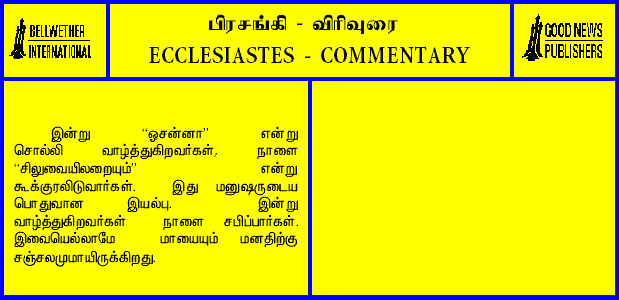 BELLWETHER
INTERNATIONAL
பிரசங்கி - விரிவுரை
ECCLESIASTES - COMMENTARY
GOOD NEWS
PUBLISHERS
இன்று “ஓசன்னா” என்று
சொல்லி வாழ்த்துகிறவர்கள், நாளை
“சிலுவையிலறையும்” என்று
கூக்குரலிடுவார்கள். இது மனுஷருடைய
பொதுவான இயல்பு. இன்று
வாழ்த்துகிறவர்கள் நாளை சபிப்பார்கள்.
இவையெல்லாமே மாயையும் மனதிற்கு
சஞ்சலமுமாயிருக்கிறது.